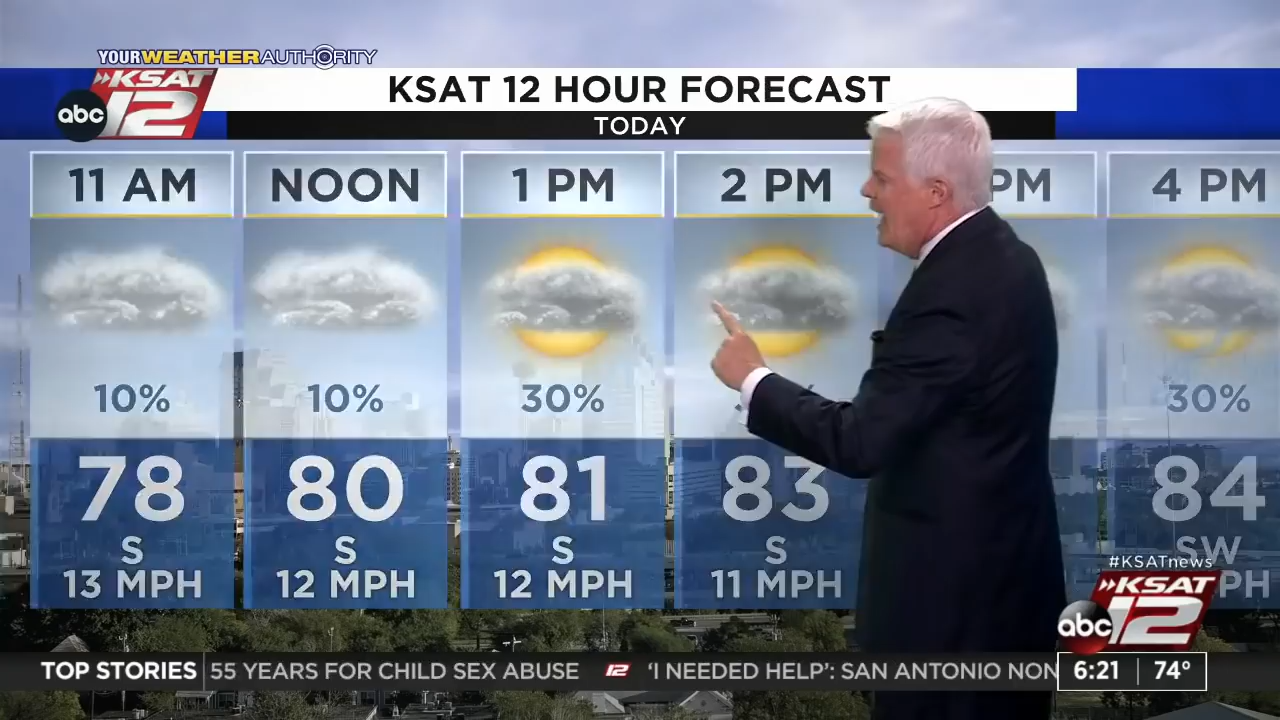 YOUR WEATHER AUTHORITY
KSAT
abc 12
KSAT 12 HOUR FORECAST
TODAY
11 AM
NOON
1 PM
2 PM
PM
4 PM
10%
10%
30%
30%
78
80
81
83
84
S
S
S
S
SW
13 MPH
12 MPH
12 MPH
11 MPH
PH
#KSATnews
KSAT
abc 12
TOP STORIES 55 YEARS FOR CHILD SEX ABUSE 12 'I NEEDED HELP': SAN ANTONIO NON
6:21 74°